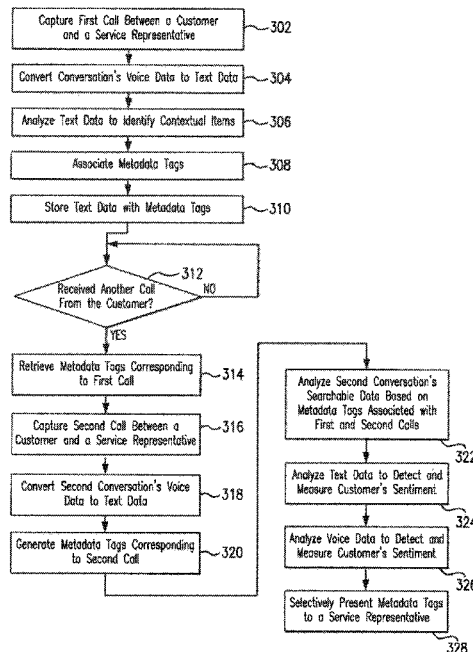 Capture First Call Between a Customer
and a Service Representative
302
Convert Conversation's Voice Data to Text Data
304
Analyze Text Data to Identify Contextual Items
306
Associate Metadata Tags
308
Store Text Data with Metadata Tags
310
312
Received Another Call
From the Customer?
NO
YES
Retrieve Metadata Tags Corresponding
to First Call
314
Capture Second Call Between a
Customer and a Service Representative
316
Convert Second Conversation's Voice
Data to Text Data
318
Generate Metadata Tags Corresponding
to Second Call
320
Analyze Second Conversation's
Searchable Data Based on
Metadata Tags Associated with
First and Second Calls
322
Analyze Text Data to Detect and
Measure Customer's Sentiment
324
Analyze Voice Data to Detect and
Measure Customer's Sentiment
326
Selectively Present Metadata Tags
to a Service Representative
328